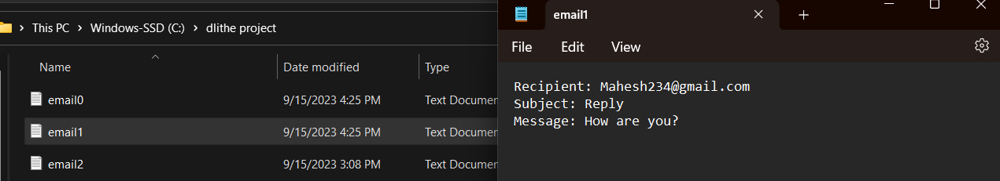 This PC > Windows-SSD (C:) > dlithe project
Name Date modified Type
email0 9/15/2023 4:25 PM Text Documen
email1 9/15/2023 4:25 PM Text Documen
email2 9/15/2023 3:08 PM Text Documen
email1
File Edit View
Recipient: Mahesh234@gmail.com
Subject: Reply
Message: How are you?